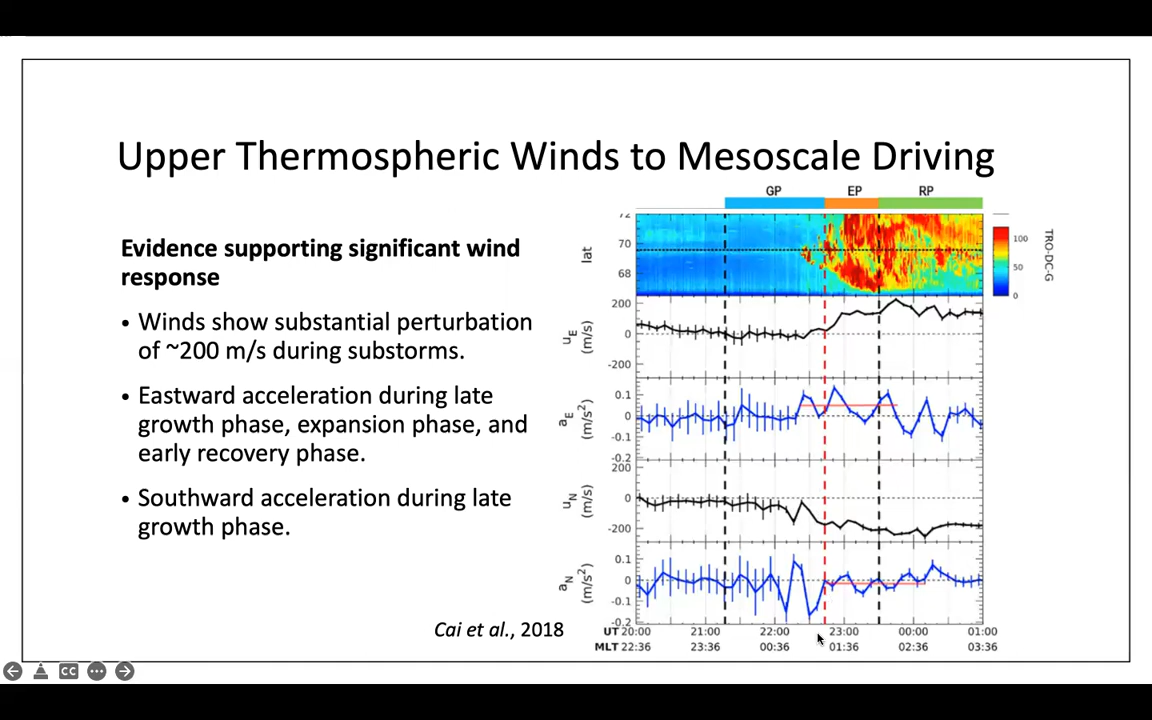 Upper Thermospheric Winds to Mesoscale Driving
Evidence supporting significant wind
response
• Winds show substantial perturbation
of ~200 m/s during substorms.
• Eastward acceleration during late
growth phase, expansion phase, and
early recovery phase.
• Southward acceleration during late
growth phase.
Cai et al., 2018
GP EP RP
72
70
68
lat
100
50
0
TRO-DC-G
200
0
-200
uE
(m/s)
0.1
0
-0.1
-0.2
aE
(m/s²)
200
0
-200
uN
(m/s)
0.1
0
-0.1
-0.2
aN
(m/s²)
UT 20:00 21:00 22:00 23:00 00:00 01:00
MLT 22:36 23:36 00:36 01:36 02:36 03:36
CC